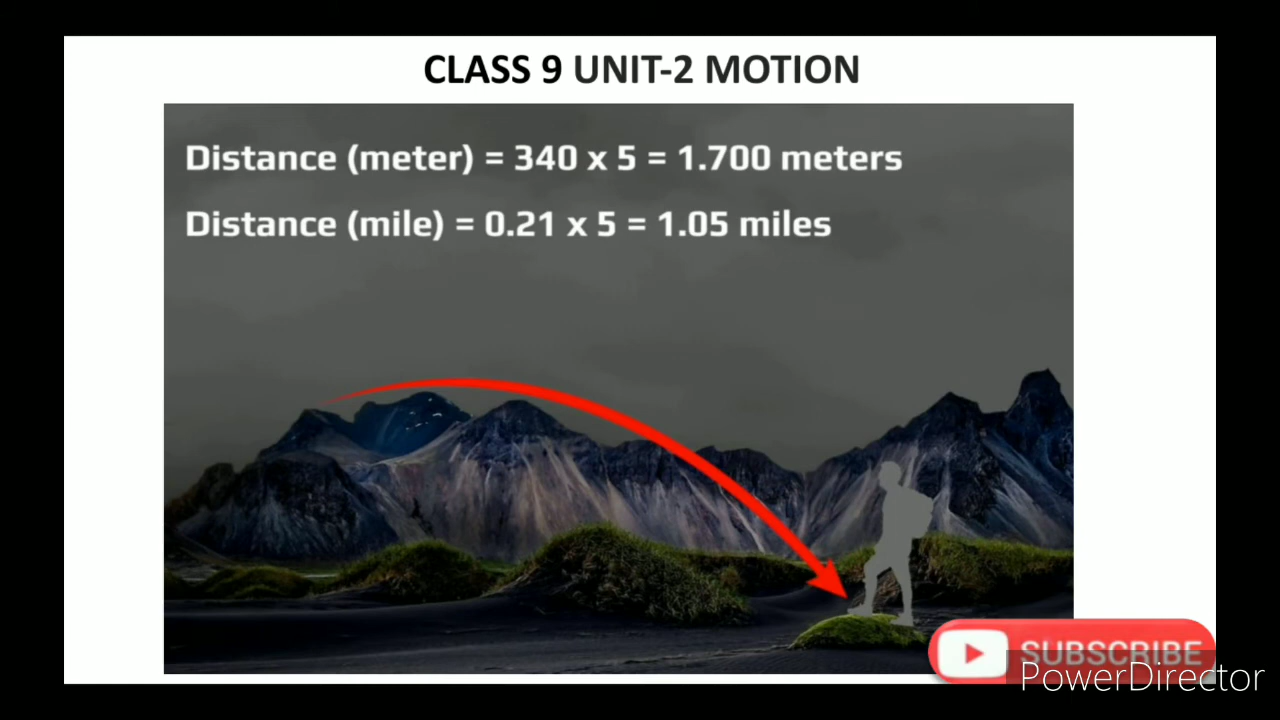 CLASS 9 UNIT-2 MOTION
Distance (meter) = 340 x 5 = 1.700 meters
Distance (mile) = 0.21 x 5 = 1.05 miles
SUBSCRIBE
PowerDirector